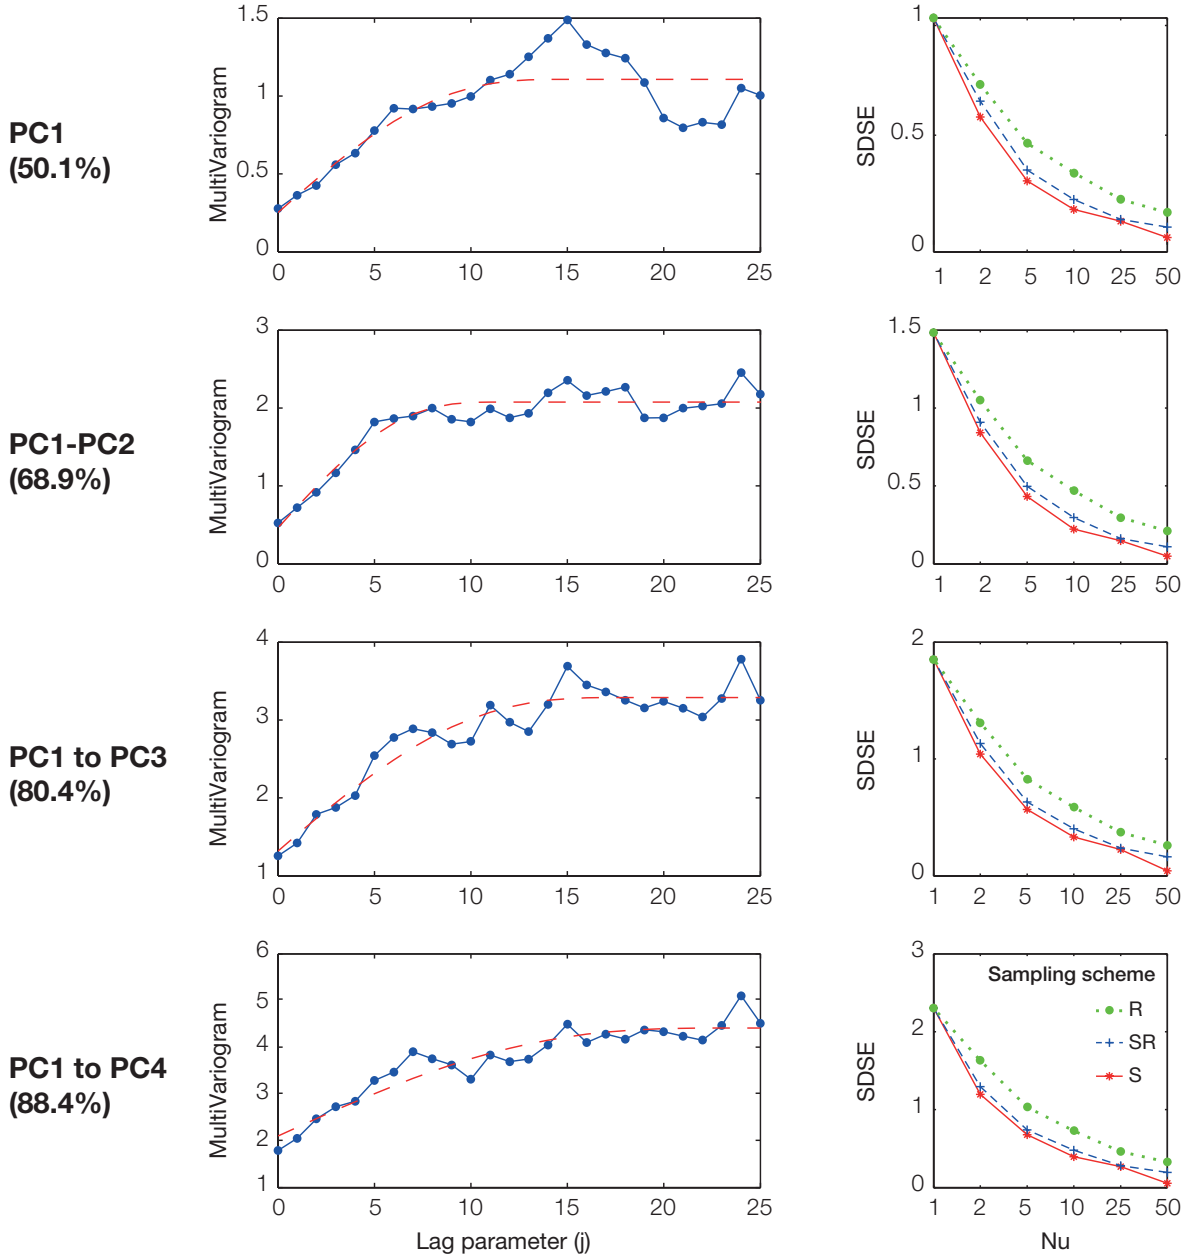 PC1
(50.1%)
MultiVariogram
1.5
1
0.5
0
0 5 10 15 20 25
SDSE
1
0.5
0
1 2 5 10 25 50
PC1-PC2
(68.9%)
MultiVariogram
3
2
1
0
0 5 10 15 20 25
SDSE
1.5
1
0.5
0
1 2 5 10 25 50
PC1 to PC3
(80.4%)
MultiVariogram
4
3
2
1
0 5 10 15 20 25
SDSE
2
1
0
1 2 5 10 25 50
PC1 to PC4
(88.4%)
MultiVariogram
6
5
4
3
2
1
0 5 10 15 20 25
Lag parameter (j)
SDSE
3
2
1
0
Sampling scheme
R
SR
S
1 2 5 10 25 50
Nu